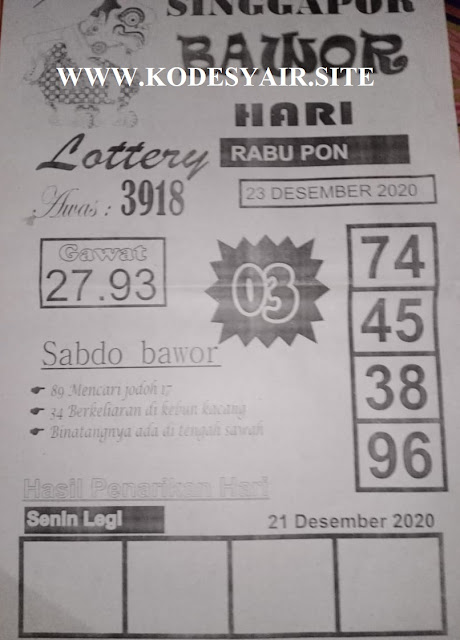 SINGGAPUR
BAWOR
WWW.KODESYAIR.SITE
HARI
Lottery
RABU PON
Awas : 3918
23 DESEMBER 2020
Gawat
27.93
03
74
45
38
96
Sabdo bawor
89 Mencari jodoh 17
34 Berkeliaran di kebun kacang
Binatangnya ada di tengah sawah
Hasil Penarikan Hari
Senin Legi
21 Desember 2020